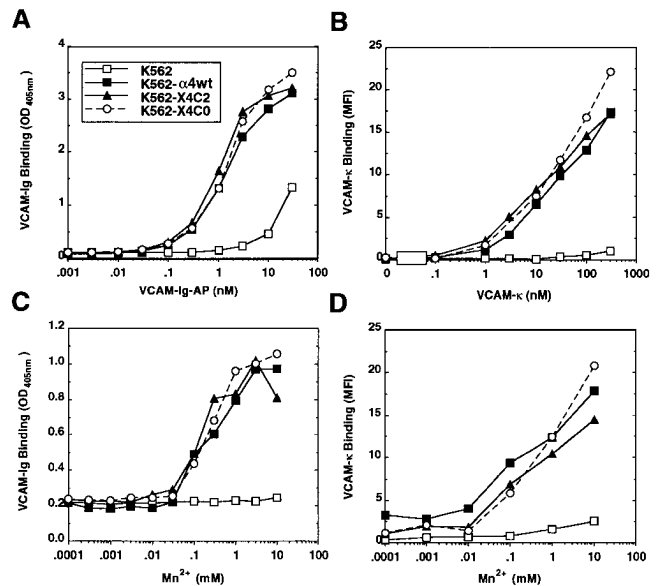 A
VCAM-Ig Binding (OD405nm)
4
3
2
1
0
K562
K562-α4wt
K562-X4C2
K562-X4C0
.001 .01 .1 1 10 100
VCAM-Ig-AP (nM)
B
VCAM-κ Binding (MFI)
25
20
15
10
5
0
0 .1 1 10 100 1000
VCAM-κ (nM)
C
VCAM-Ig Binding (OD405nm)
1.2
1.0
0.8
0.6
0.4
0.2
0.0
.0001 .001 .01 .1 1 10 100
Mn2+ (mM)
D
VCAM-κ Binding (MFI)
25
20
15
10
5
0
.0001 .001 .01 .1 1 10 100
Mn2+ (mM)